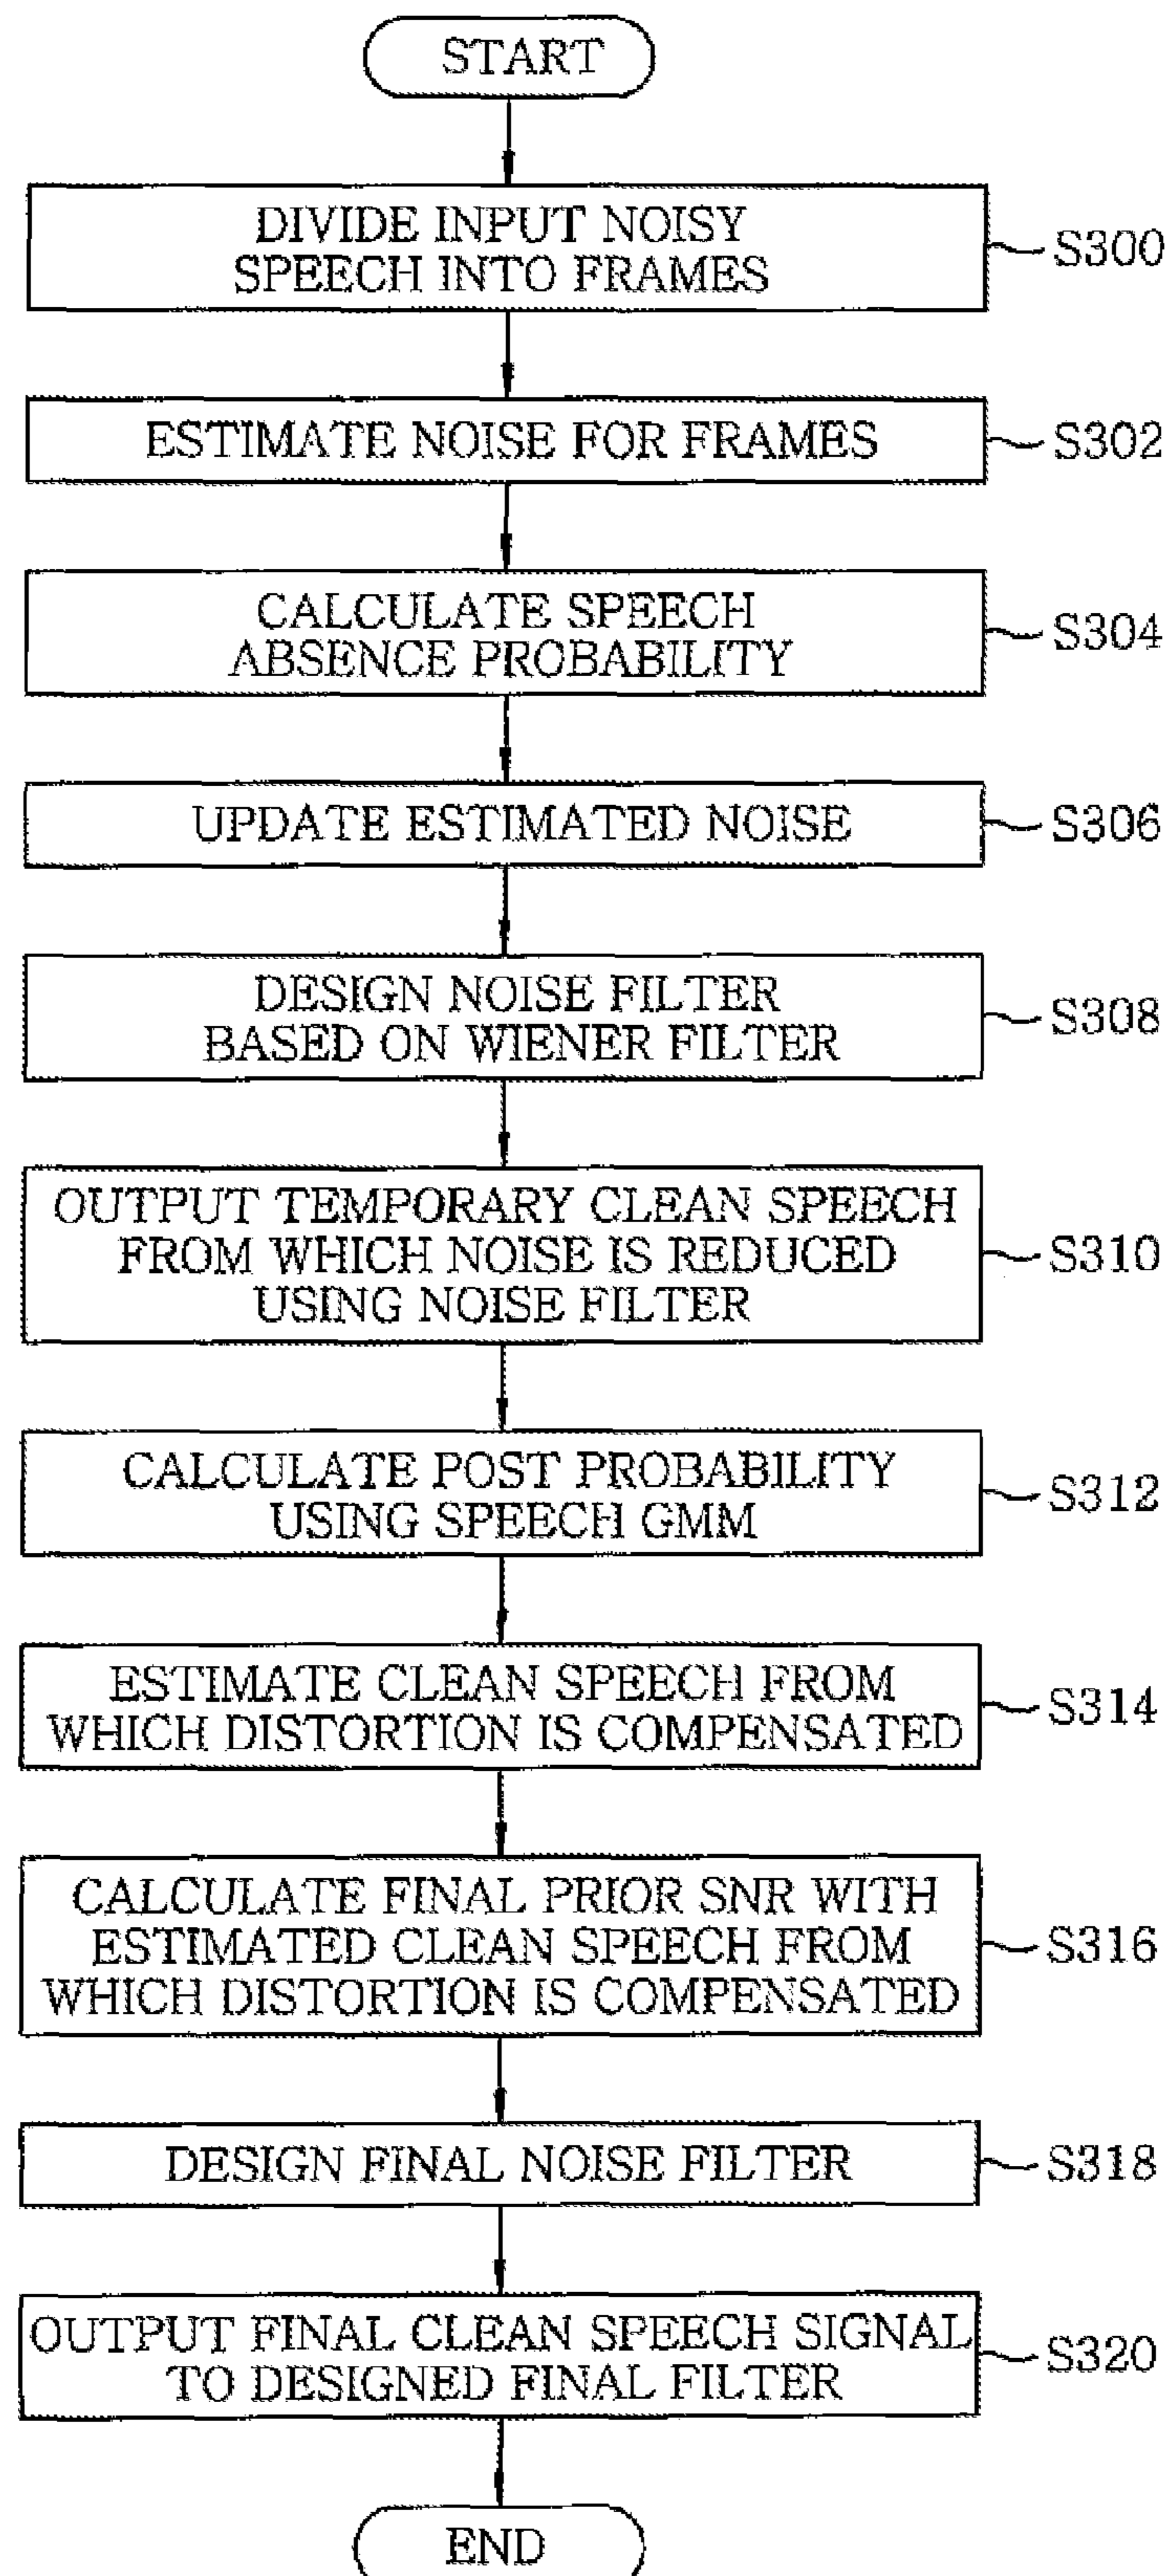 START
DIVIDE INPUT NOISY
SPEECH INTO FRAMES
S300
ESTIMATE NOISE FOR FRAMES
S302
CALCULATE SPEECH
ABSENCE PROBABILITY
S304
UPDATE ESTIMATED NOISE
S306
DESIGN NOISE FILTER
BASED ON WIENER FILTER
S308
OUTPUT TEMPORARY CLEAN SPEECH
FROM WHICH NOISE IS REDUCED
USING NOISE FILTER
S310
CALCULATE POST PROBABILITY
USING SPEECH GMM
S312
ESTIMATE CLEAN SPEECH FROM
WHICH DISTORTION IS COMPENSATED
S314
CALCULATE FINAL PRIOR SNR WITH
ESTIMATED CLEAN SPEECH FROM
WHICH DISTORTION IS COMPENSATED
S316
DESIGN FINAL NOISE FILTER
S318
OUTPUT FINAL CLEAN SPEECH SIGNAL
TO DESIGNED FINAL FILTER
S320
END